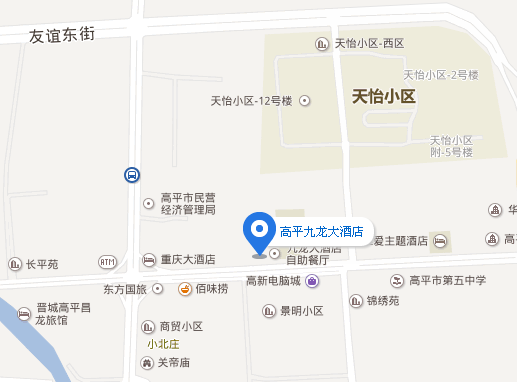 友谊东街
天怡小区-西区
天怡小区-2号楼
天怡小区-12号楼
天怡小区
天怡小区
附-5号楼
高平市民营
经济管理局
华
高平九龙大酒店
爱主题酒店
高
九龙大酒店
自助餐厅
长平苑
ATM
重庆大酒店
高新电脑城
高平市第五中学
东方国旅
佰味捞
锦绣苑
晋城高平昌
龙旅馆
景明小区
商贸小区
小北庄
关帝庙